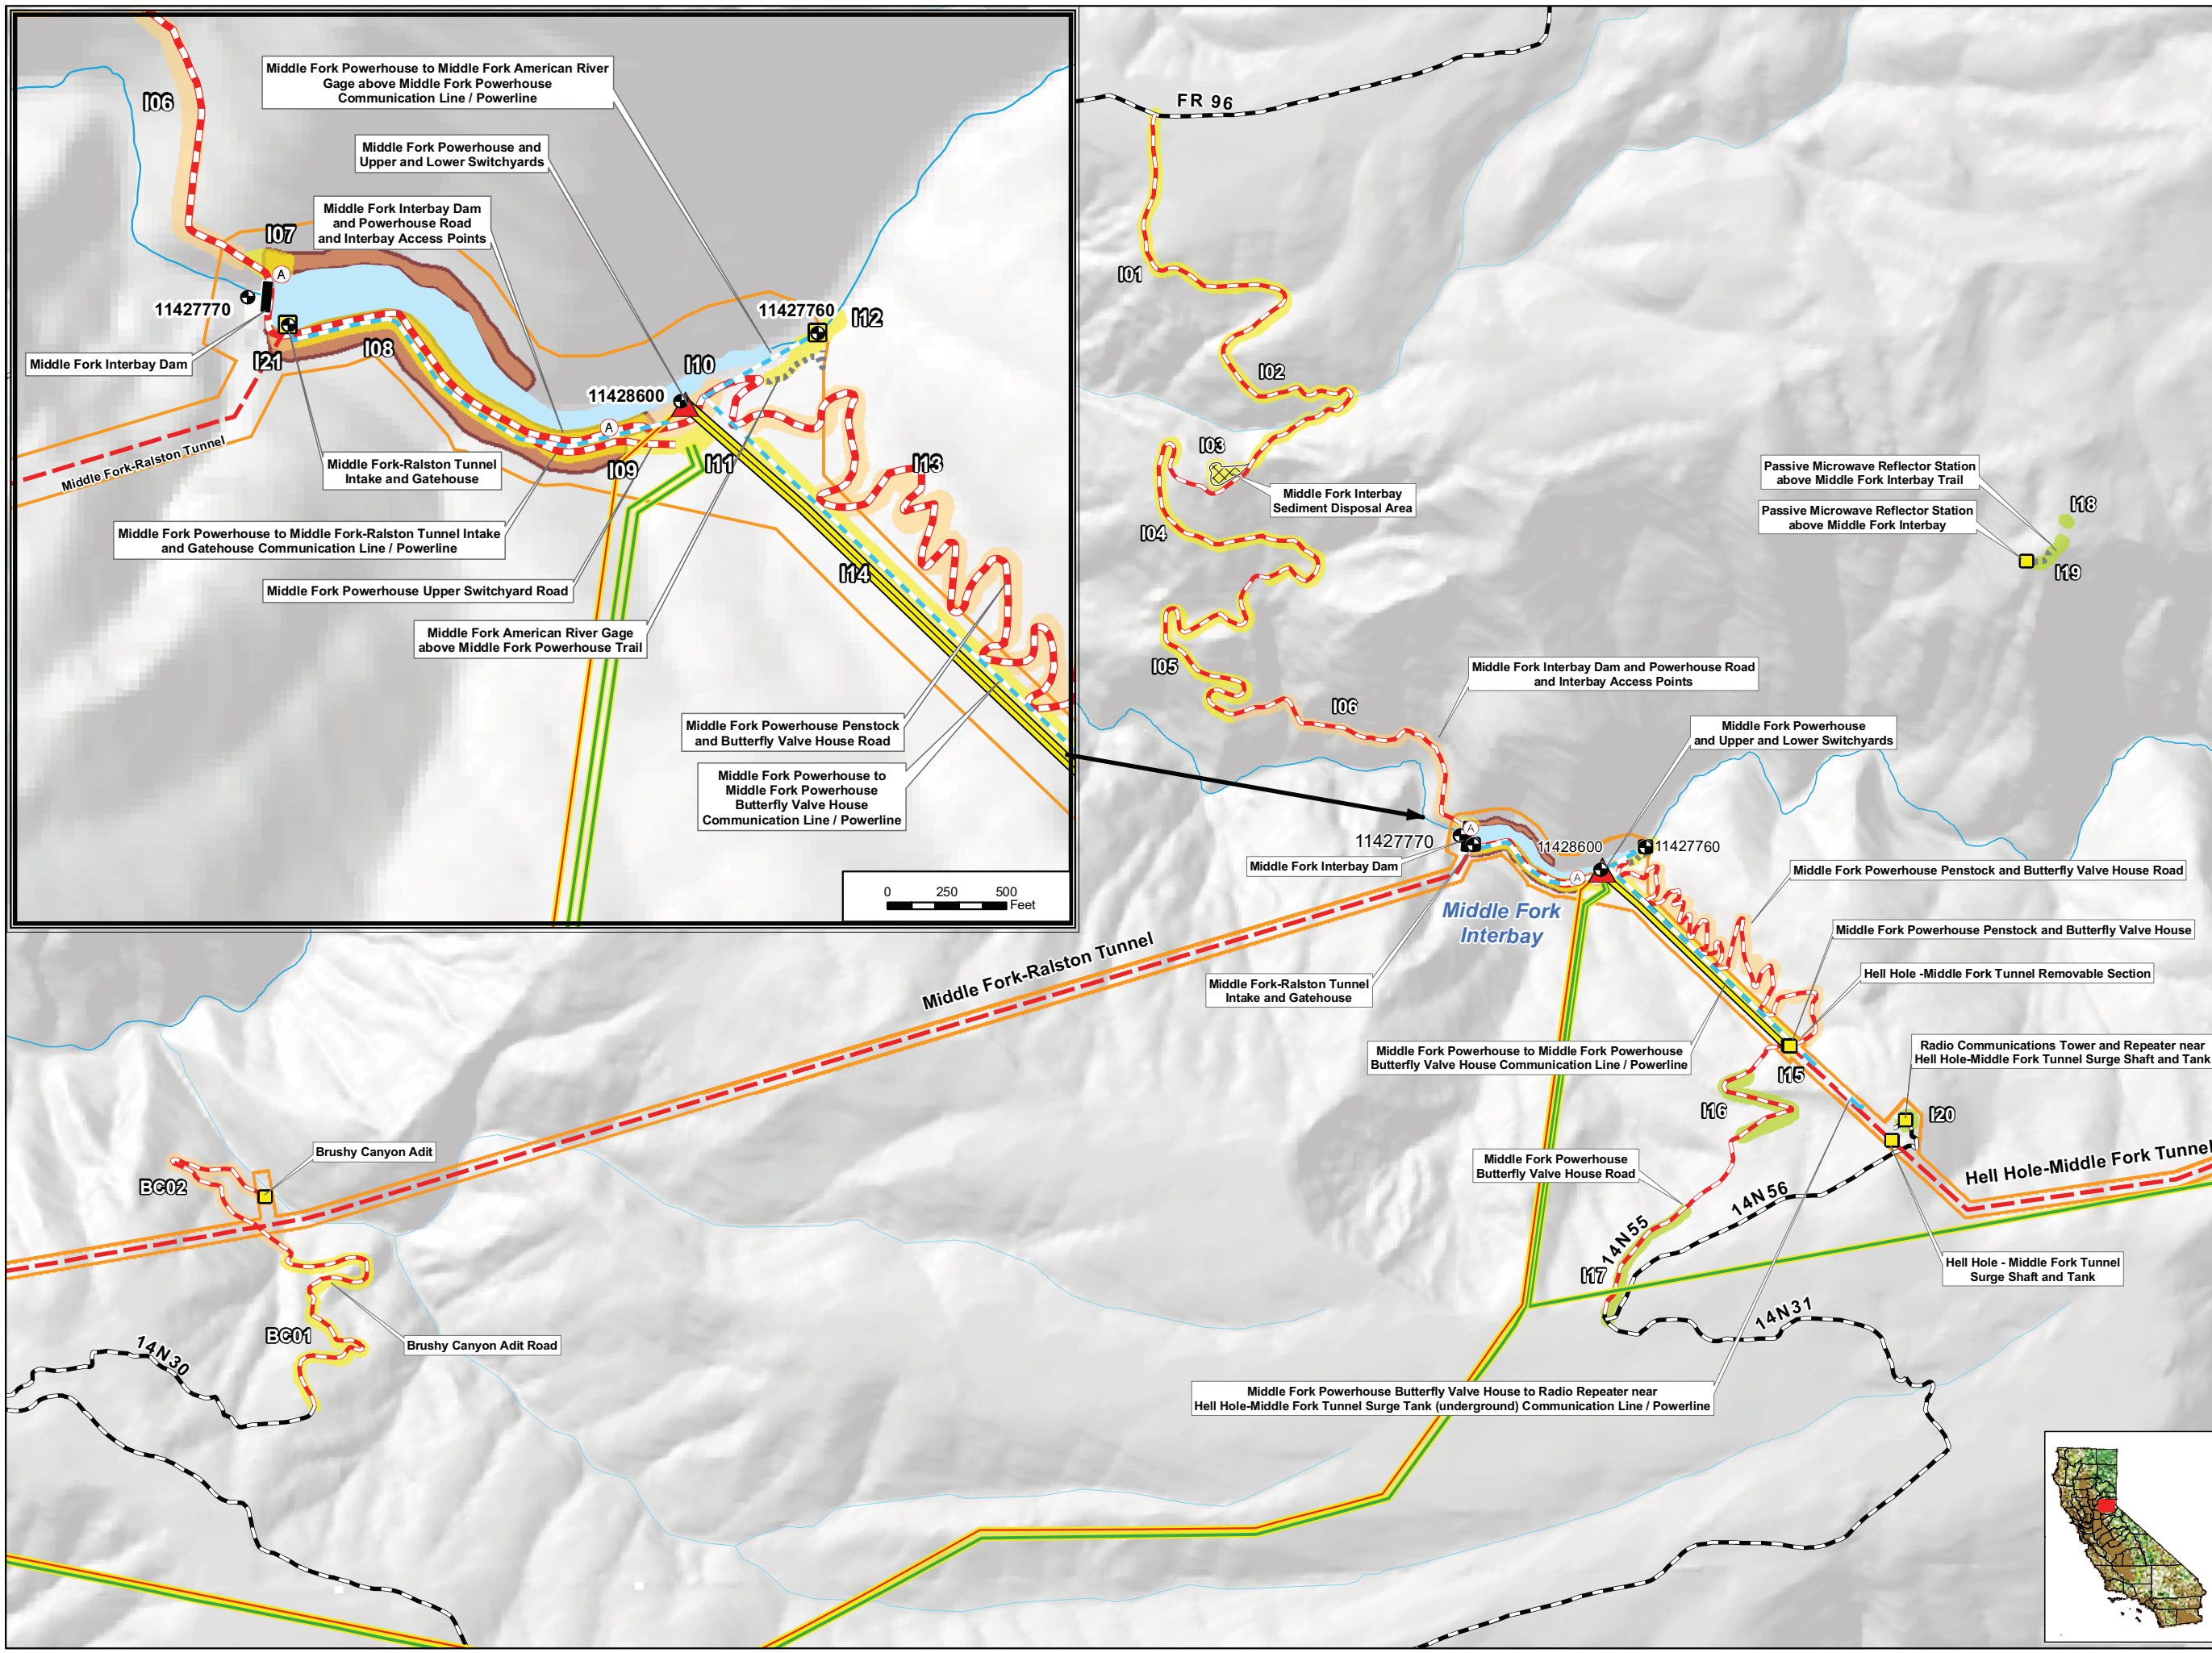 I06
Middle Fork Powerhouse to Middle Fork American River
Gage above Middle Fork Powerhouse
Communication Line / Powerline
Middle Fork Powerhouse and
Upper and Lower Switchyards
Middle Fork Interbay Dam
and Powerhouse Road
and Interbay Access Points
I07
A
11427770
11427760
I12
Middle Fork Interbay Dam
I21
I08
I10
11428600
A
Middle Fork-Ralston Tunnel
Middle Fork-Ralston Tunnel
Intake and Gatehouse
I09
I11
I13
Middle Fork Powerhouse to Middle Fork-Ralston Tunnel Intake
and Gatehouse Communication Line / Powerline
I14
Middle Fork Powerhouse Upper Switchyard Road
Middle Fork American River Gage
above Middle Fork Powerhouse Trail
Middle Fork Powerhouse Penstock
and Butterfly Valve House Road
Middle Fork Powerhouse to
Middle Fork Powerhouse
Butterfly Valve House
Communication Line / Powerline
0 250 500
Feet
FR 96
I01
I02
I03
Middle Fork Interbay
Sediment Disposal Area
I04
I05
I06
Passive Microwave Reflector Station
above Middle Fork Interbay Trail
Passive Microwave Reflector Station
above Middle Fork Interbay
I18
I19
Middle Fork Interbay Dam and Powerhouse Road
and Interbay Access Points
Middle Fork Powerhouse
and Upper and Lower Switchyards
A
11427770
11428600
11427760
Middle Fork Interbay Dam
A
Middle Fork Powerhouse Penstock and Butterfly Valve House Road
Middle Fork
Interbay
Middle Fork Powerhouse Penstock and Butterfly Valve House
Middle Fork-Ralston Tunnel
Hell Hole -Middle Fork Tunnel Removable Section
Middle Fork-Ralston Tunnel
Intake and Gatehouse
Middle Fork Powerhouse to Middle Fork Powerhouse
Butterfly Valve House Communication Line / Powerline
Radio Communications Tower and Repeater near
Hell Hole-Middle Fork Tunnel Surge Shaft and Tank
I15
I16
I20
Brushy Canyon Adit
BC02
Middle Fork Powerhouse
Butterfly Valve House Road
Hell Hole-Middle Fork Tunnel
14N56
14N55
I17
Hell Hole - Middle Fork Tunnel
Surge Shaft and Tank
14N31
BC01
Brushy Canyon Adit Road
14N30
Middle Fork Powerhouse Butterfly Valve House to Radio Repeater near
Hell Hole-Middle Fork Tunnel Surge Tank (underground) Communication Line / Powerline